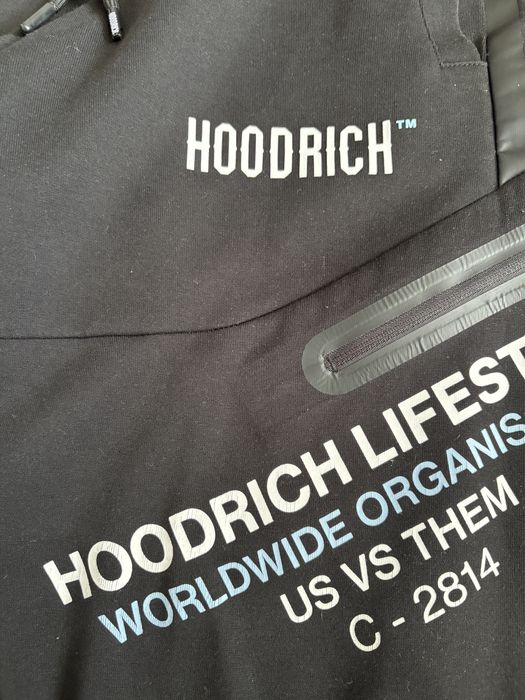 HOODRICH™
HOODRICH LIFEST
WORLDWIDE ORGANIS
US VS THEM
C - 2814